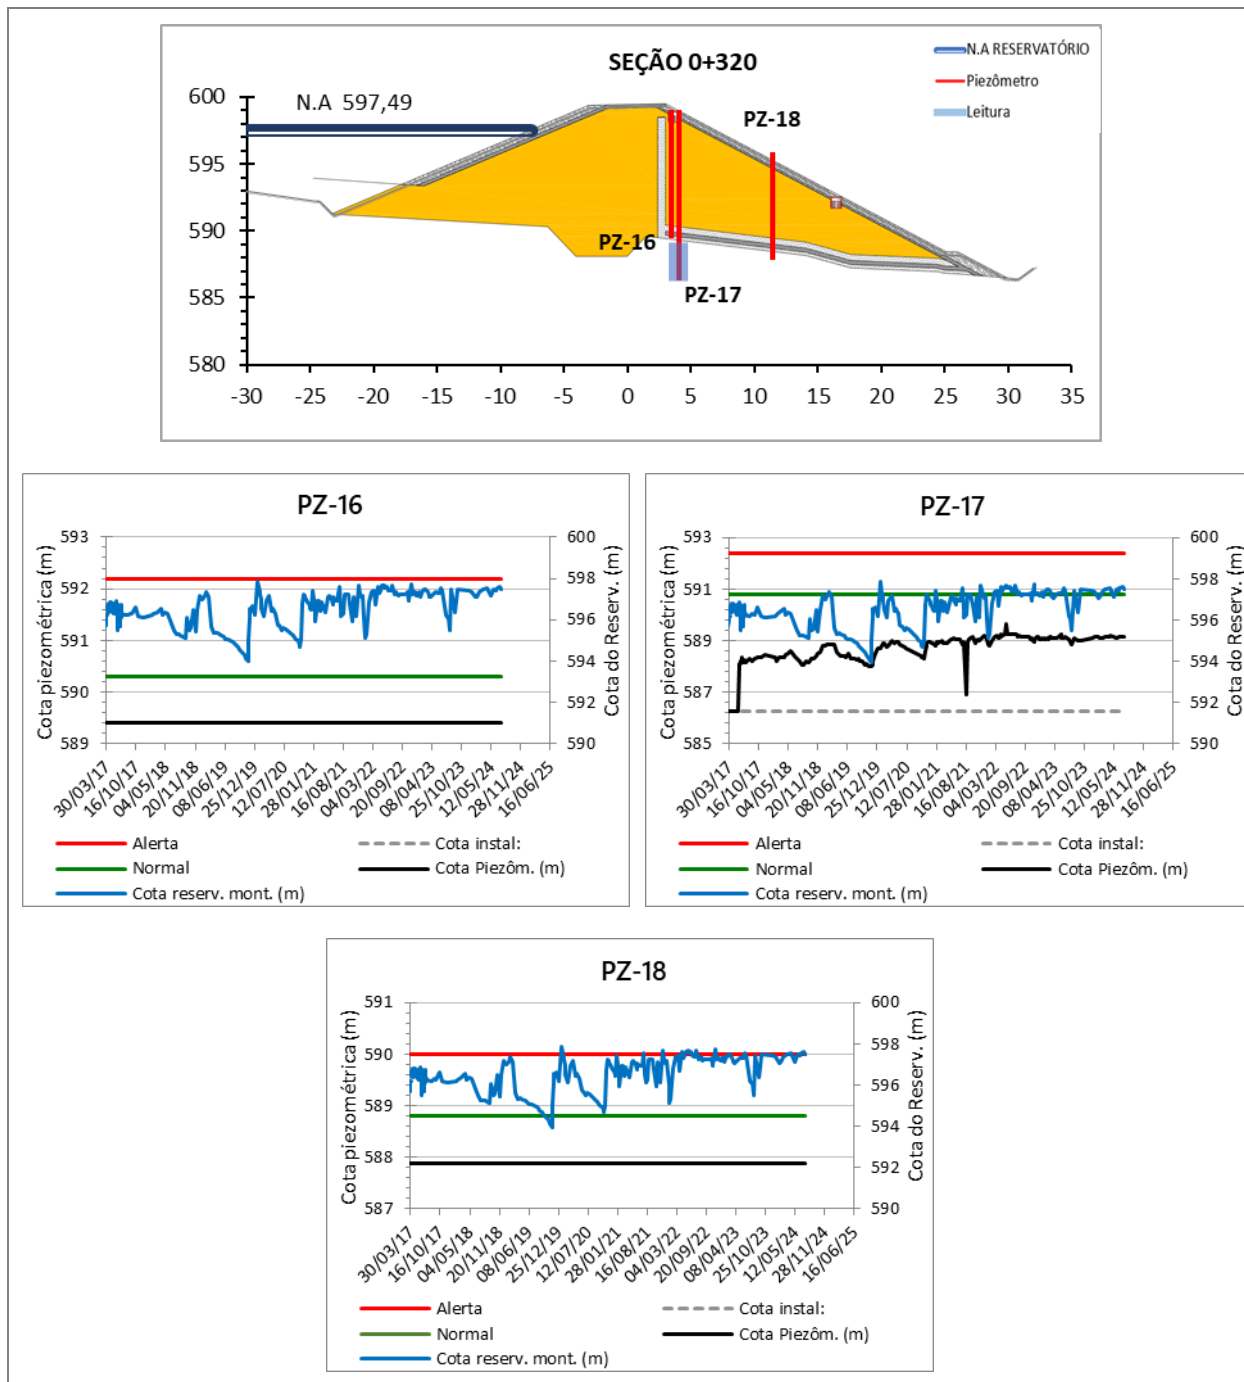 SEÇÃO 0+320
N.A RESERVATÓRIO
Piezômetro
Leitura
N.A 597,49
PZ-18
PZ-16
PZ-17
600
595
590
585
580
-30 -25 -20 -15 -10 -5 0 5 10 15 20 25 30 35
PZ-16
Cota piezométrica (m)
593
592
591
590
589
Cota do Reserv. (m)
600
598
596
594
592
590
30/03/17 16/10/17 04/05/18 20/11/18 08/06/19 25/12/19 12/07/20 28/01/21 16/08/21 04/03/22 20/09/22 08/04/23 25/10/23 12/05/24 28/11/24 16/06/25
Alerta
Cota instal:
Normal
Cota Piezôm. (m)
Cota reserv. mont. (m)
PZ-17
Cota piezométrica (m)
593
591
589
587
585
Cota do Reserv. (m)
600
598
596
594
592
590
30/03/17 16/10/17 04/05/18 20/11/18 08/06/19 25/12/19 12/07/20 28/01/21 16/08/21 04/03/22 20/09/22 08/04/23 25/10/23 12/05/24 28/11/24 16/06/25
Alerta
Cota instal:
Normal
Cota Piezôm. (m)
Cota reserv. mont. (m)
PZ-18
Cota piezométrica (m)
591
590
589
588
587
Cota do Reserv. (m)
600
598
596
594
592
590
30/03/17 16/10/17 04/05/18 20/11/18 08/06/19 25/12/19 12/07/20 28/01/21 16/08/21 04/03/22 20/09/22 08/04/23 25/10/23 12/05/24 28/11/24 16/06/25
Alerta
Cota instal:
Normal
Cota Piezôm. (m)
Cota reserv. mont. (m)